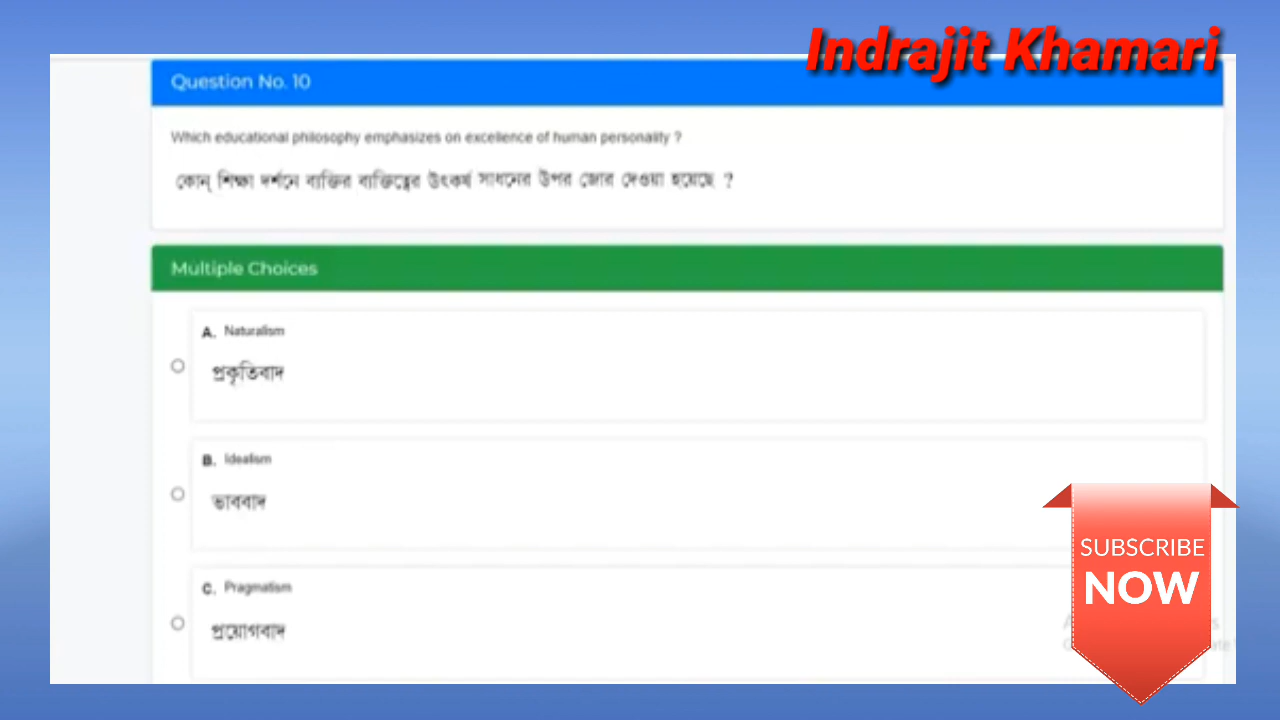 Indrajit Khamari
Question No. 10
Which educational philosophy emphasizes on excellence of human personality ?
কোন্ শিক্ষা দর্শনে ব্যক্তির ব্যক্তিত্বের উৎকর্ষ সাধনের উপর জোর দেওয়া হয়েছে ?
Multiple Choices
A. Naturalism
প্রকৃতিবাদ
B. Idealism
ভাববাদ
C. Pragmatism
প্রয়োগবাদ
SUBSCRIBE
NOW